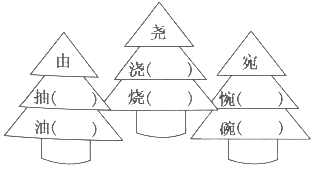 由
抽(    )
油(    )
尧
浇(    )
烧(    )
宛
惋(    )
碗(    )